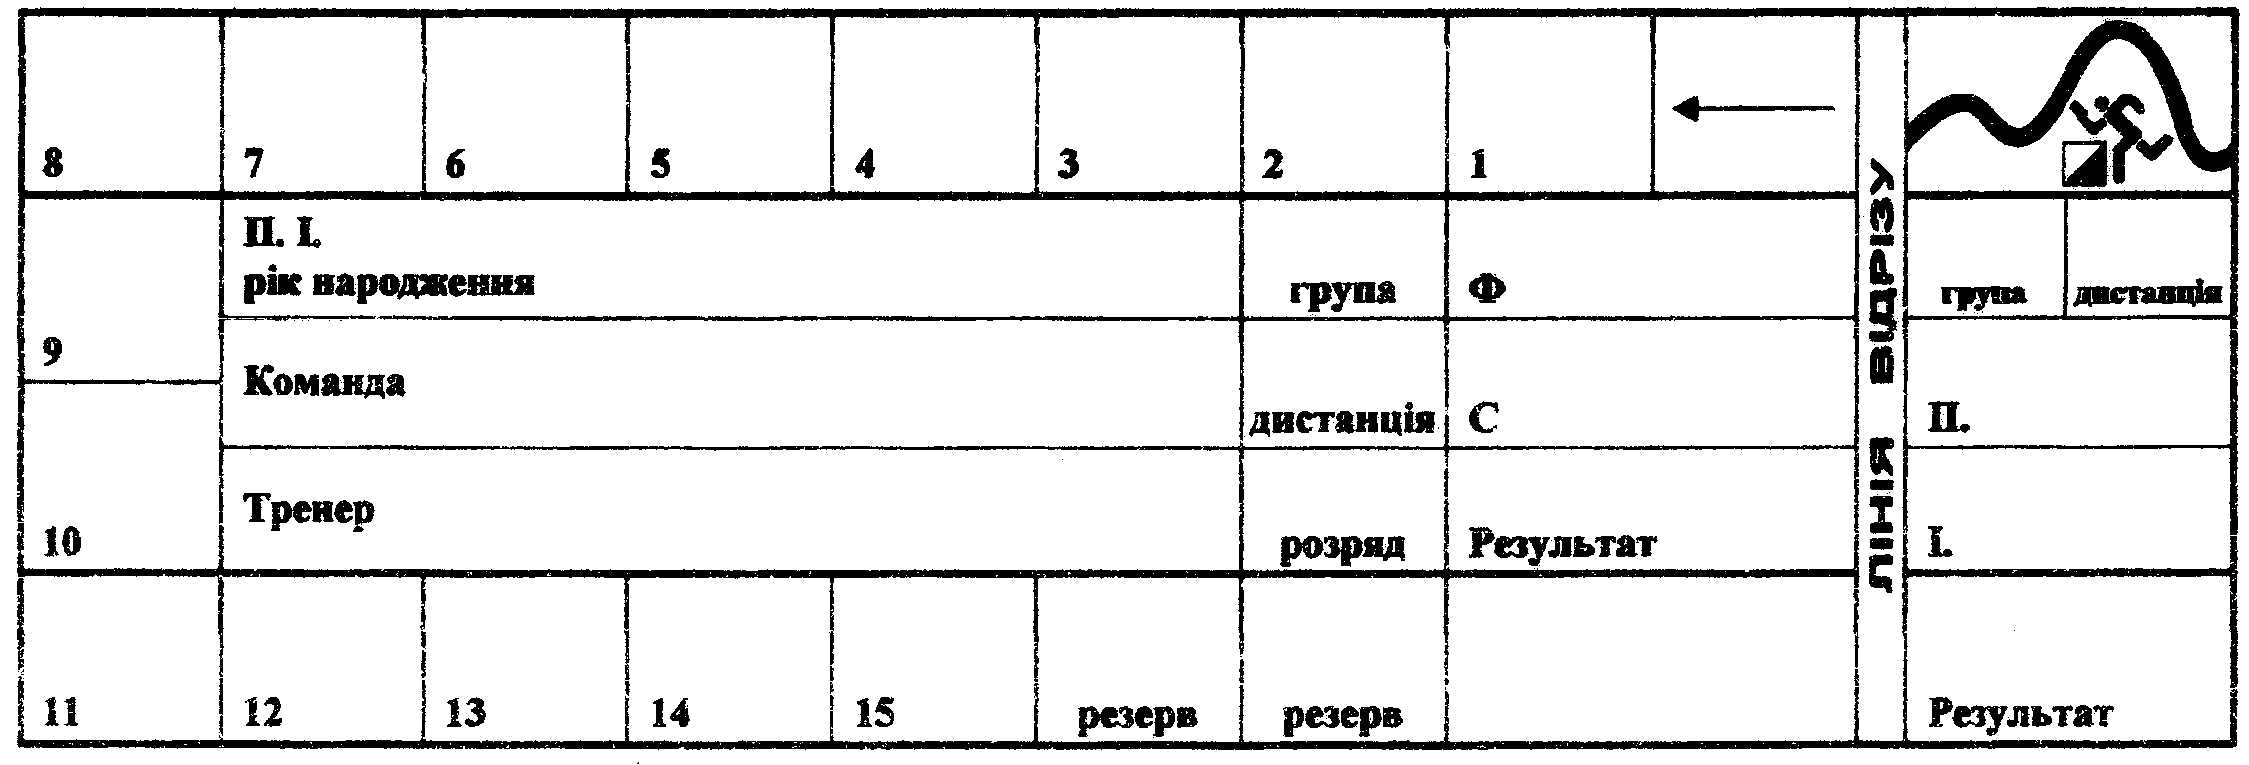 8 7 6 5 4 3 2 1
П. І.
рік народження
група Ф
група дистанція
9
Команда
дистанція С
П.
10
Тренер
розряд Результат
І.
ЛІНІЯ ВІДРІЗУ
11 12 13 14 15 резерв резерв
Результат